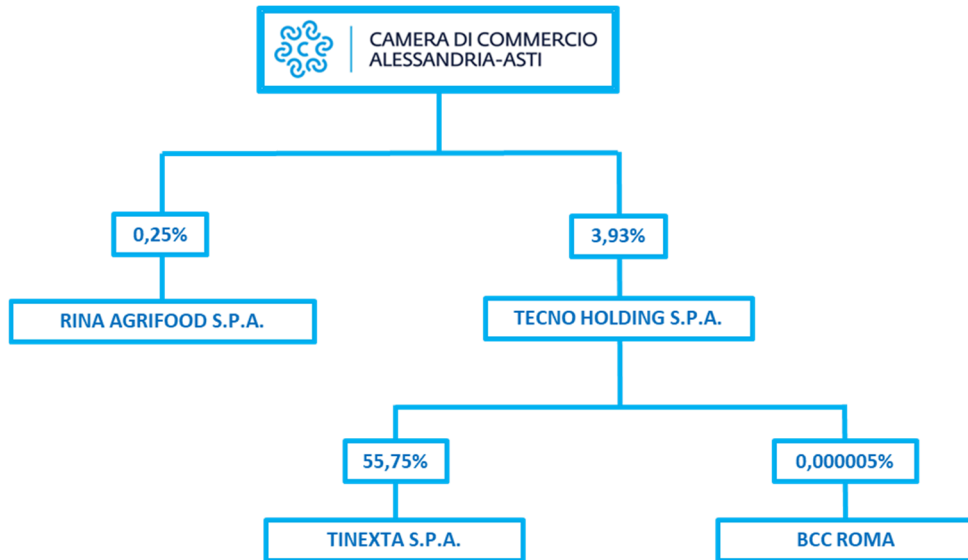 CAMERA DI COMMERCIO
ALESSANDRIA-ASTI
0,25%
3,93%
RINA AGRIFOOD S.P.A.
TECNO HOLDING S.P.A.
55,75%
0,000005%
TINEXTA S.P.A.
BCC ROMA